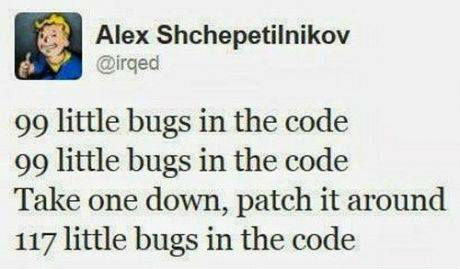 Alex Shchepetilnikov
@irqed
99 little bugs in the code
99 little bugs in the code
Take one down, patch it around
117 little bugs in the code